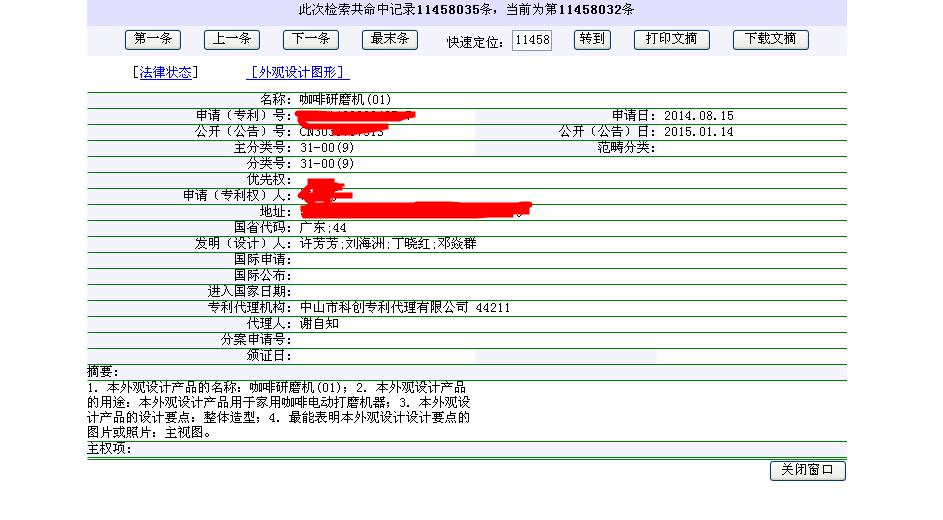 此次检索共命中记录11458035条，当前为第11458032条
第一条 上一条 下一条 最末条 快速定位： 11458 转到 打印文摘 下载文摘
[法律状态] [外观设计图形]
名称： 咖啡研磨机(01)
申请（专利）号： 申请日： 2014.08.15
公开（公告）号： 公开（公告）日： 2015.01.14
主分类号： 31-00(9) 范畴分类：
分类号： 31-00(9)
优先权：
申请（专利权）人：
地址：
国省代码： 广东;44
发明（设计）人： 许芳芳;刘海洲;丁晓红;邓焱群
国际申请：
国际公布：
进入国家日期：
专利代理机构： 中山市科创专利代理有限公司 44211
代理人： 谢自知
分案申请号：
颁证日：
摘要：
1. 本外观设计产品的名称：咖啡研磨机(01)；2. 本外观设计产品
的用途：本外观设计产品用于家用咖啡电动打磨机器；3. 本外观设
计产品的设计要点：整体造型；4. 最能表明本外观设计设计要点的
图片或照片：主视图。
主权项：
关闭窗口